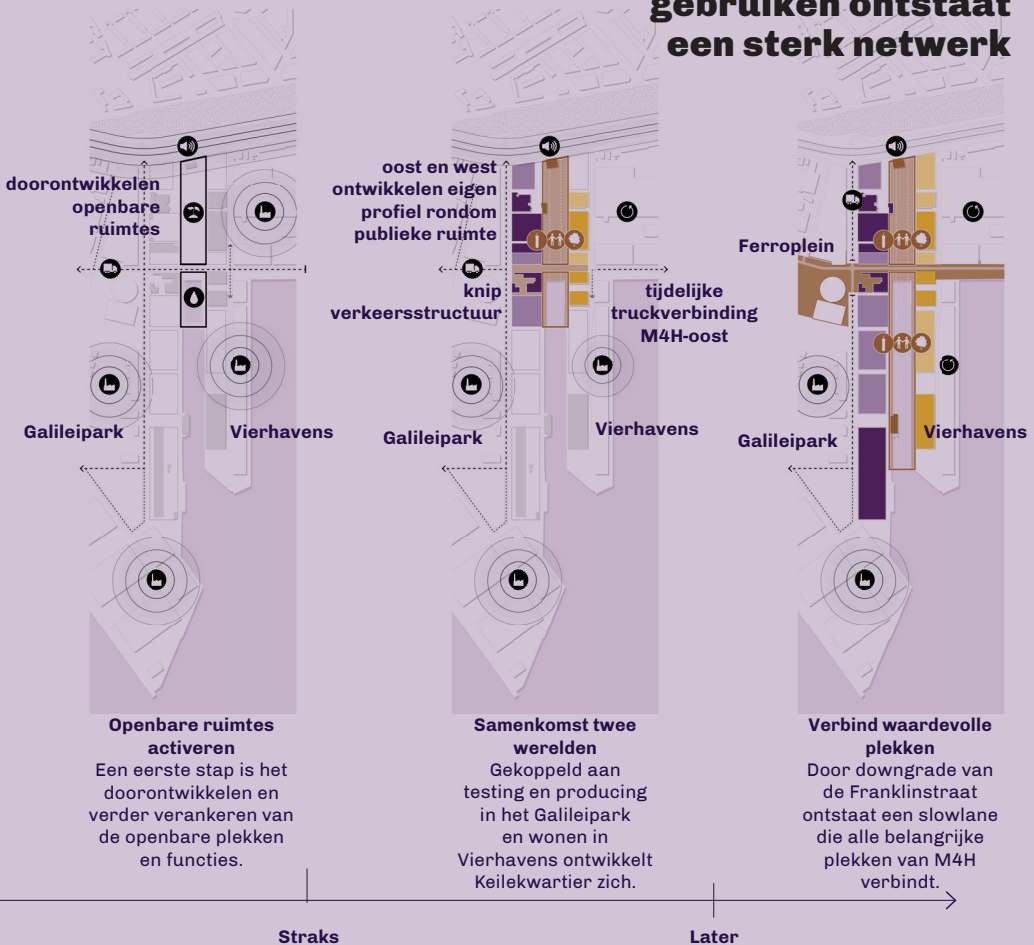 gebruiken ontstaat
een sterk netwerk
doorontwikkelen
openbare
ruimtes
Galileipark
Vierhavens
oost en west
ontwikkelen eigen
profiel rondom
publieke ruimte
knip
verkeersstructuur
tijdelijke
truckverbinding
M4H-oost
Galileipark
Vierhavens
Ferroplein
Galileipark
Vierhavens
Openbare ruimtes
activeren
Een eerste stap is het
doorontwikkelen en
verder verankeren van
de openbare plekken
en functies.
Samenkomst twee
werelden
Gekoppeld aan
testing en producing
in het Galileipark
en wonen in
Vierhavens ontwikkelt
Keilekwartier zich.
Verbind waardevolle
plekken
Door downgrade van
de Franklinstraat
ontstaat een slowlane
die alle belangrijke
plekken van M4H
verbindt.
Straks
Later